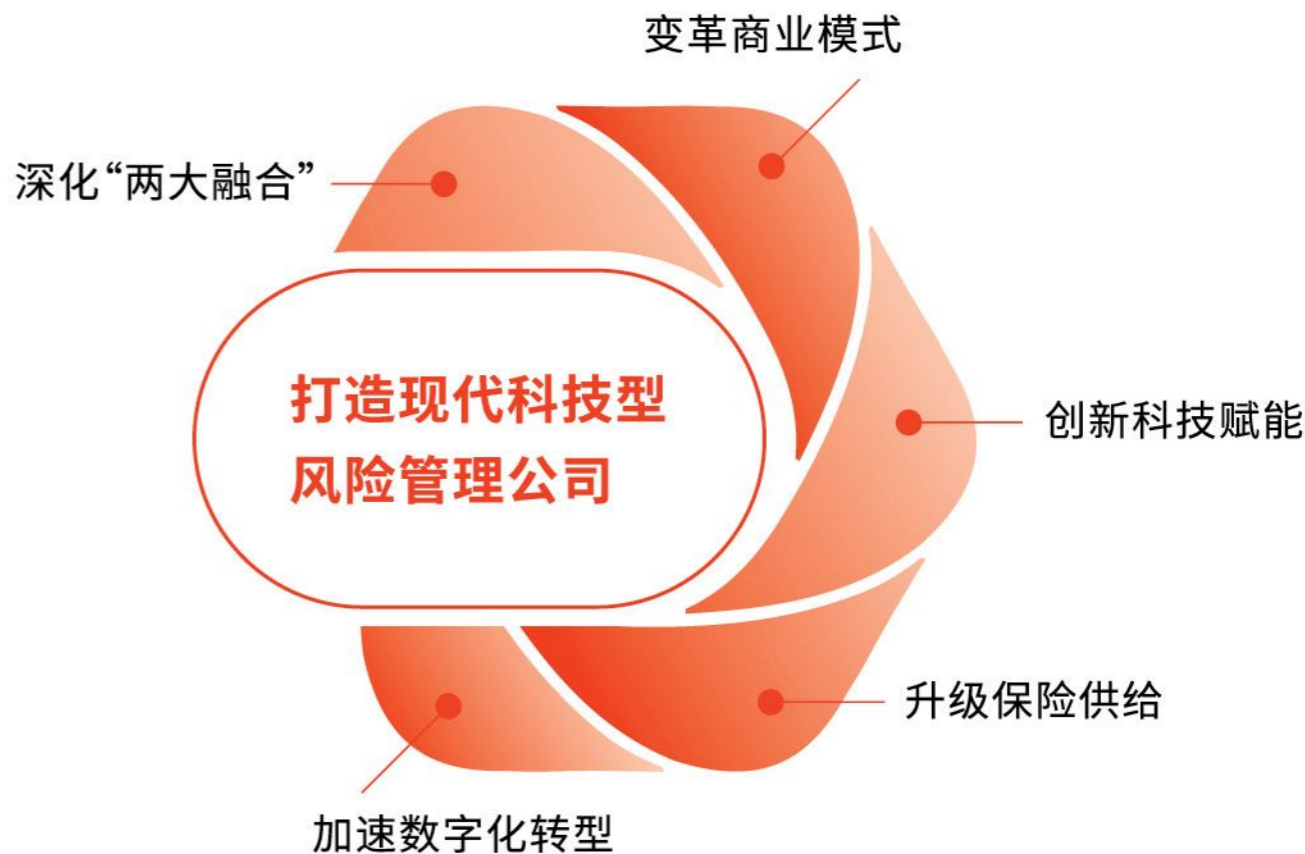 变革商业模式
深化“两大融合”
打造现代科技型
风险管理公司
创新科技赋能
升级保险供给
加速数字化转型